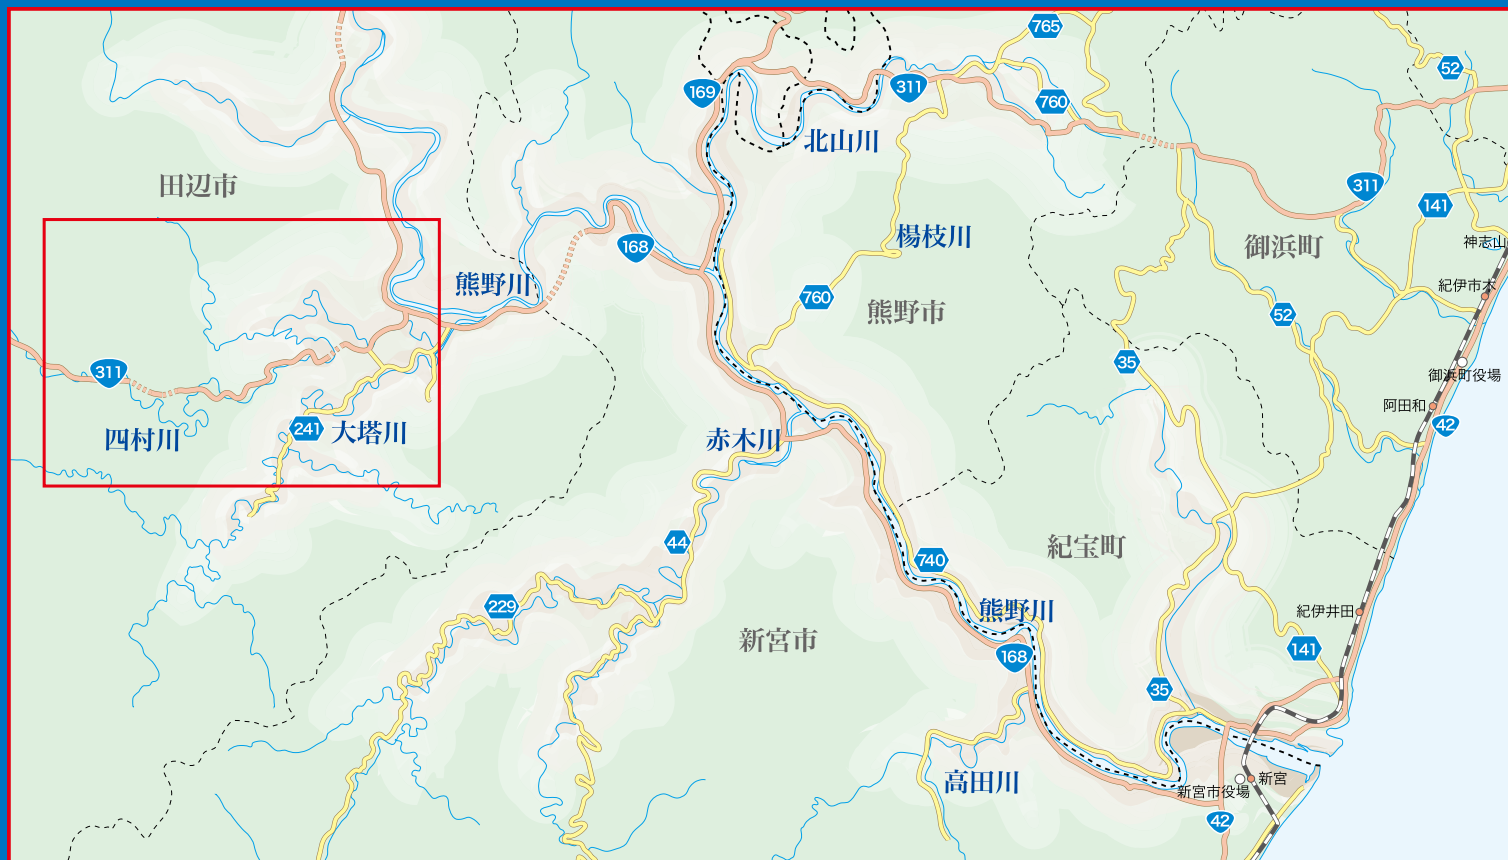 765
52
169
311
760
北山川
田辺市
311
141
楊枝川
168
御浜町
神志山
熊野川
紀伊市木
760
熊野市
52
35
御浜町役場
311
阿田和
42
241
大塔川
四村川
赤木川
44
740
紀宝町
229
熊野川
紀伊井田
新宮市
141
168
35
高田川
新宮
新宮市役場
42